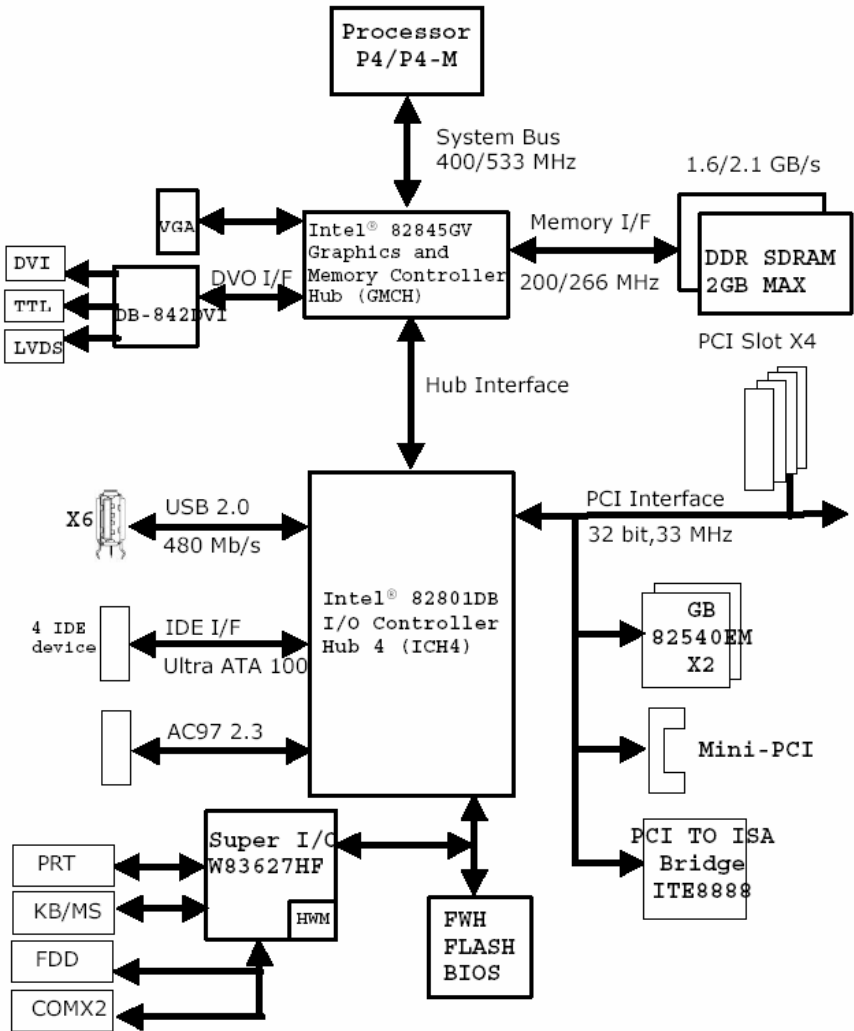 Processor
P4/P4-M
System Bus
400/533 MHz
1.6/2.1 GB/s
VGA
Intel® 82845GV
Graphics and
Memory Controller
Hub (GMCH)
Memory I/F
200/266 MHz
DDR SDRAM
2GB MAX
DVI
TTL
LVDS
DB-842DVI
DVO I/F
PCI Slot X4
Hub Interface
X6
USB 2.0
480 Mb/s
PCI Interface
32 bit,33 MHz
Intel® 82801DB
I/O Controller
Hub 4 (ICH4)
4 IDE
device
IDE I/F
Ultra ATA 100
GB
82540EM
X2
AC97 2.3
Mini-PCI
Super I/O
W83627HF
HWM
PCI TO ISA
Bridge
ITE8888
PRT
KB/MS
FDD
COMX2
FWH
FLASH
BIOS